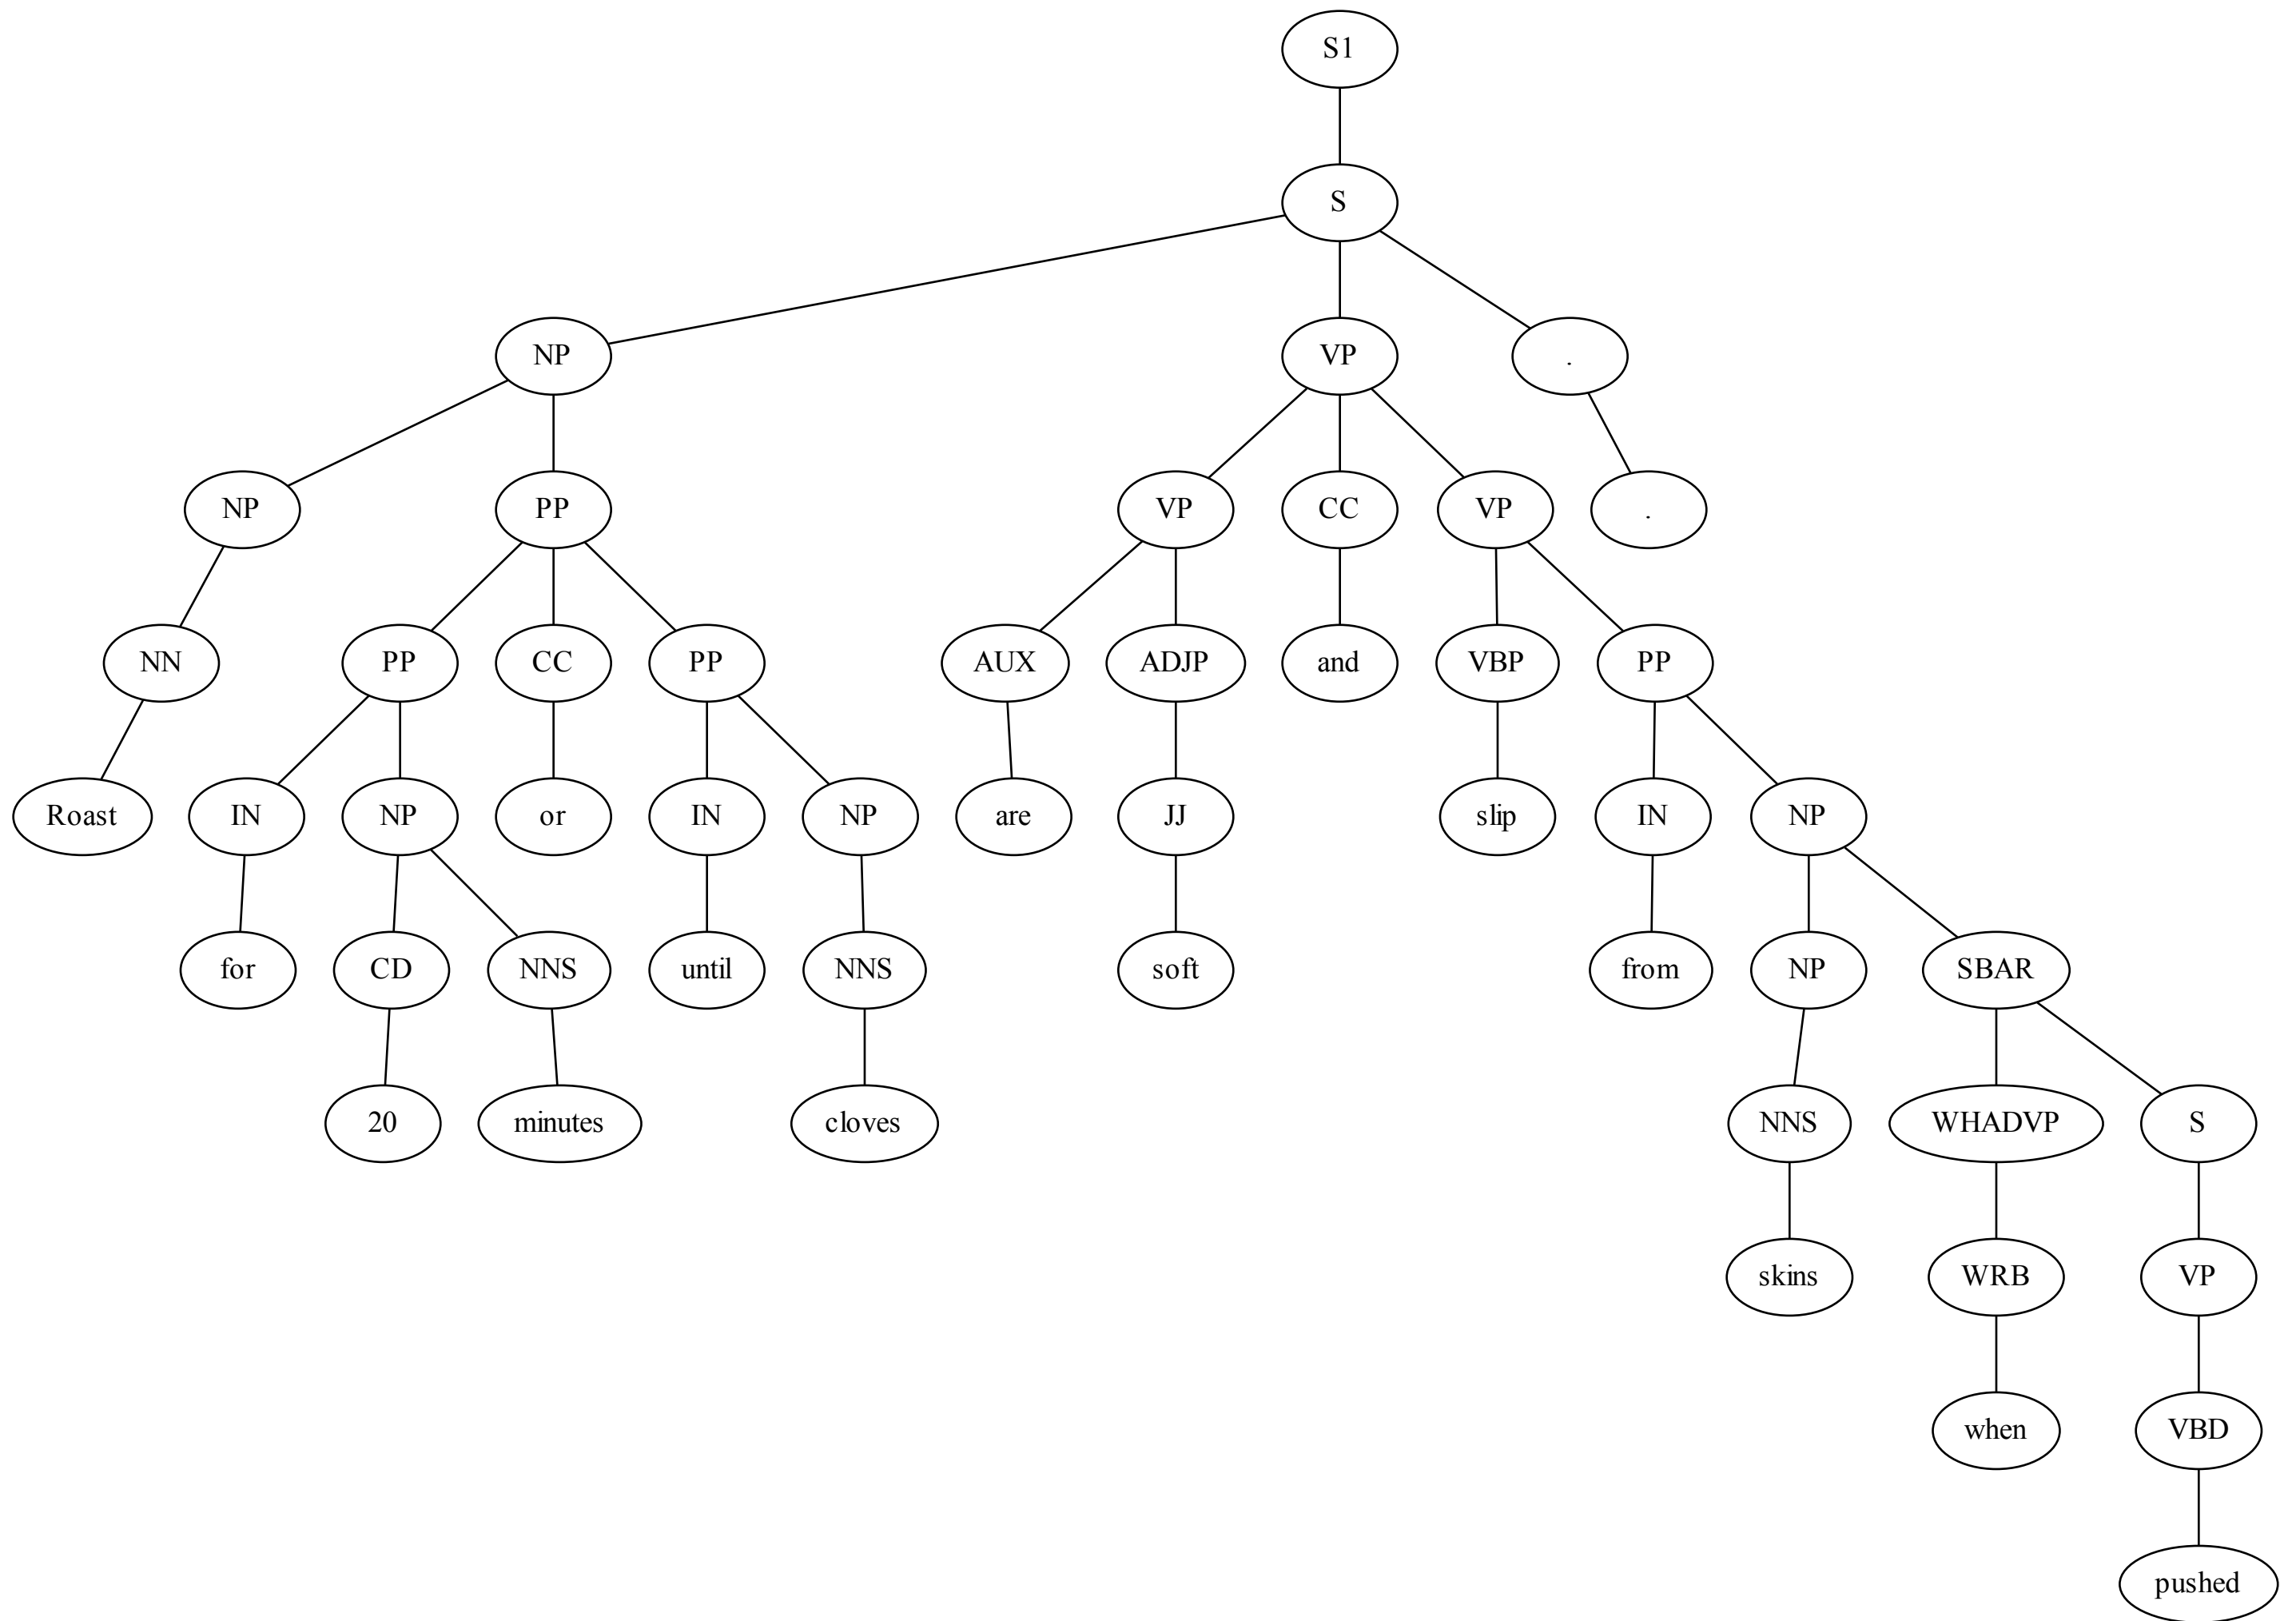 S1
S
NP VP .
NP PP VP CC VP .
NN PP CC PP AUX ADJP and VBP PP
Roast IN NP or IN NP are JJ slip IN NP
for CD NNS until NNS soft from NP SBAR
20 minutes cloves NNS WHADVP S
skins WRB VP
when VBD
pushed